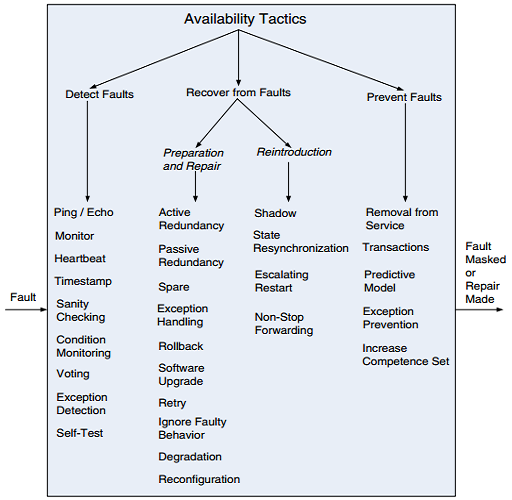 Availability Tactics
Detect Faults
Recover from Faults
Prevent Faults
Preparation
and Repair
Reintroduction
Fault
Ping / Echo
Monitor
Heartbeat
Timestamp
Sanity
Checking
Condition
Monitoring
Voting
Exception
Detection
Self-Test
Active
Redundancy
Passive
Redundancy
Spare
Exception
Handling
Rollback
Software
Upgrade
Retry
Ignore Faulty
Behavior
Degradation
Reconfiguration
Shadow
State
Resynchronization
Escalating
Restart
Non-Stop
Forwarding
Removal from
Service
Transactions
Predictive
Model
Exception
Prevention
Increase
Competence Set
Fault
Masked
or
Repair
Made